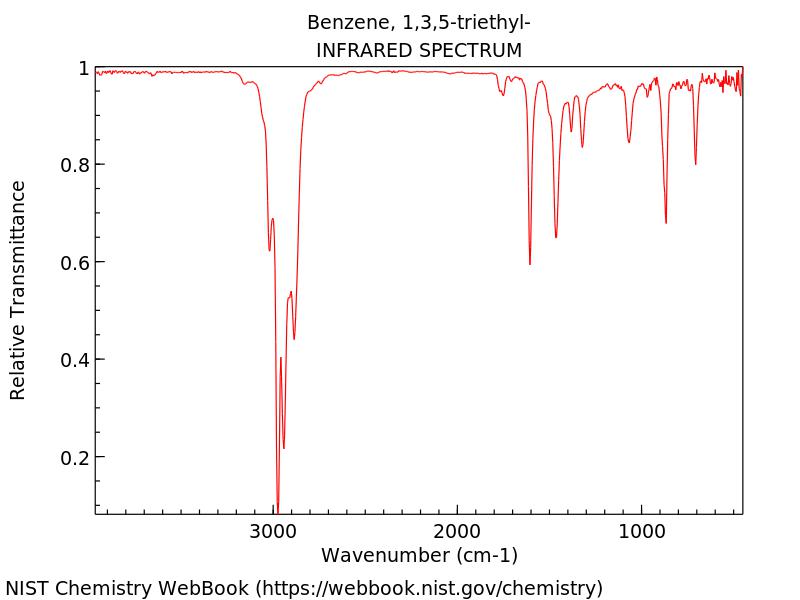 Benzene, 1,3,5-triethyl-
INFRARED SPECTRUM
1
0.8
0.6
0.4
0.2
Relative Transmittance
3000
2000
1000
Wavenumber (cm-1)
NIST Chemistry WebBook (https://webbook.nist.gov/chemistry)